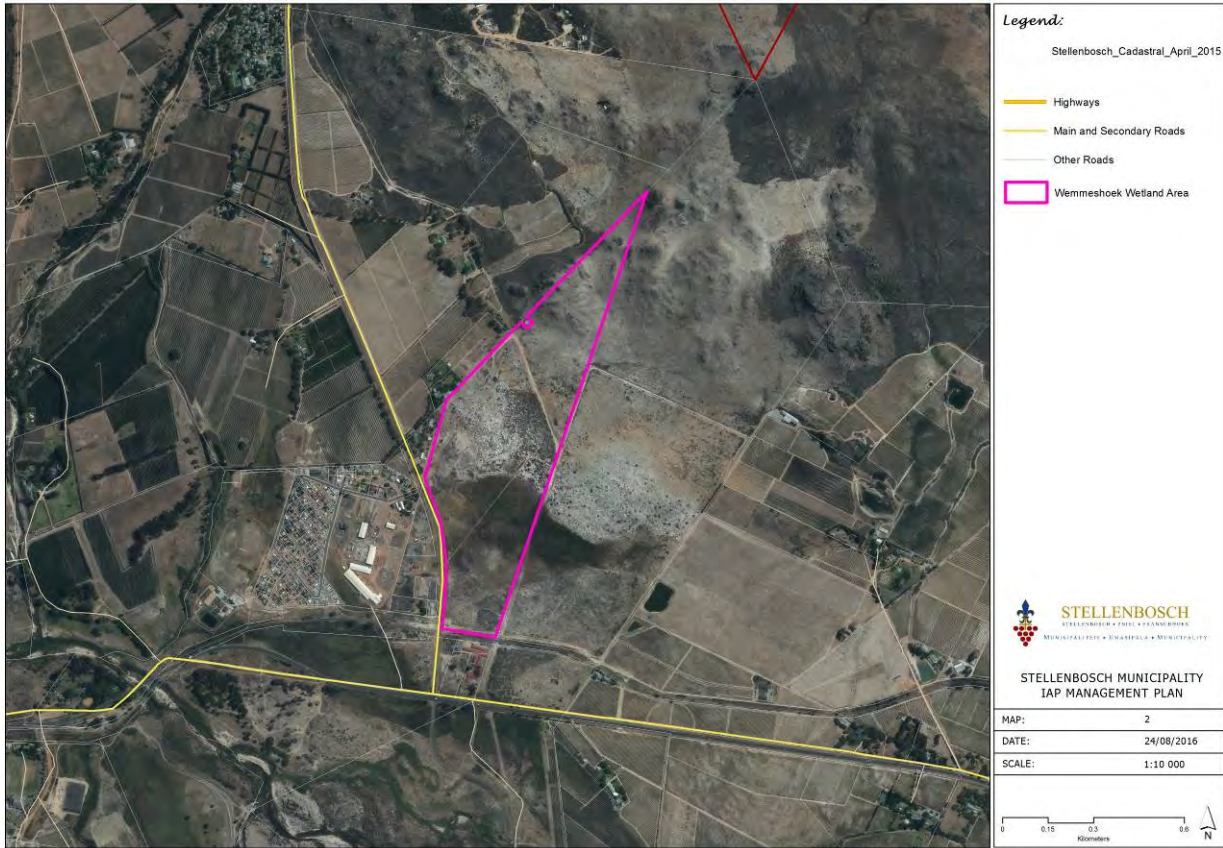 Legend:
Stellenbosch_Cadastral_April_2015
Highways
Main and Secondary Roads
Other Roads
Wemmeshoek Wetland Area
STELLENBOSCH
STELLENBOSCH • PNIEL • FRANSCHHOEK
MUNISIPALITEIT • UMASIPALA • MUNICIPALITY
STELLENBOSCH MUNICIPALITY
IAP MANAGEMENT PLAN
MAP: 2
DATE: 24/08/2016
SCALE: 1:10 000
0 0,15 0,3 0,6
Kilometers
N